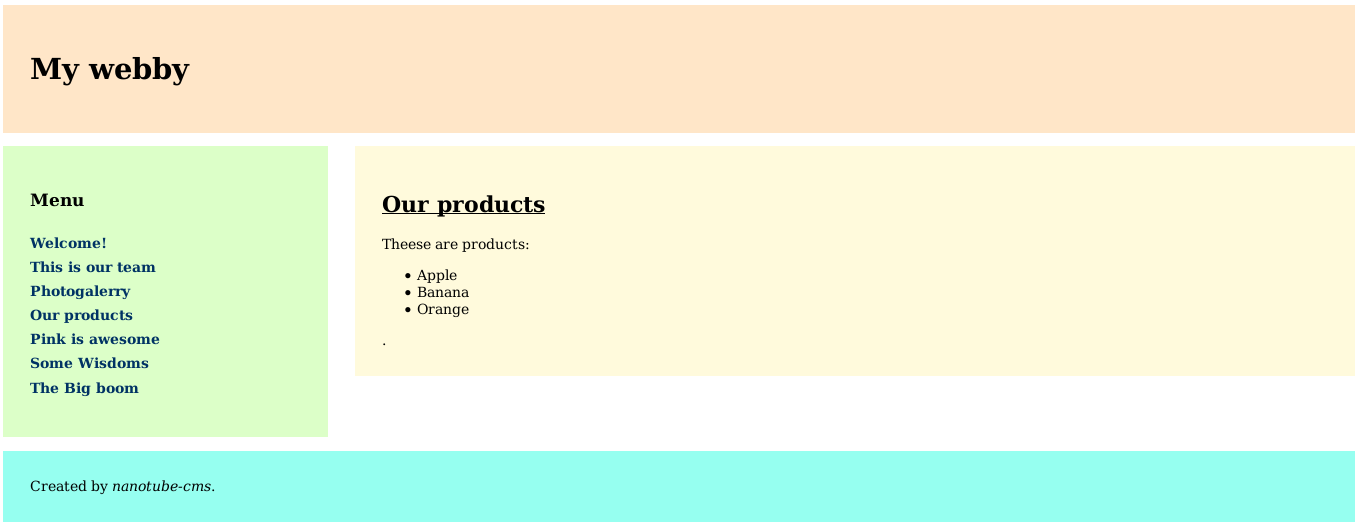 My webby
Menu
Welcome!
This is our team
Photogalerry
Our products
Pink is awesome
Some Wisdoms
The Big boom
Our products
Theese are products:
• Apple
• Banana
• Orange
.
Created by nanotube-cms.